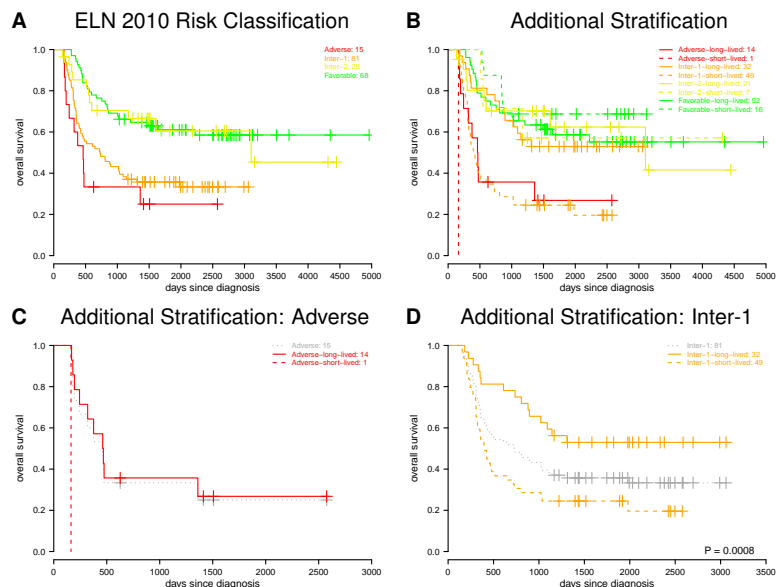 A ELN 2010 Risk Classification
Adverse: 15
Inter-1: 81
Inter-2: 28
Favorable: 68
overall survival
1.0
0.8
0.6
0.4
0.2
0.0
0 500 1000 1500 2000 2500 3000 3500 4000 4500 5000
days since diagnosis
B Additional Stratification
Adverse-long-lived: 14
Adverse-short-lived: 1
Inter-1-long-lived: 32
Inter-1-short-lived: 49
Inter-2-long-lived: 21
Inter-2-short-lived: 7
Favorable-long-lived: 52
Favorable-short-lived: 16
overall survival
1.0
0.8
0.6
0.4
0.2
0.0
0 500 1000 1500 2000 2500 3000 3500 4000 4500 5000
days since diagnosis
C Additional Stratification: Adverse
Adverse: 15
Adverse-long-lived: 14
Adverse-short-lived: 1
overall survival
1.0
0.8
0.6
0.4
0.2
0.0
0 500 1000 1500 2000 2500 3000
days since diagnosis
D Additional Stratification: Inter-1
Inter-1: 81
Inter-1-long-lived: 32
Inter-1-short-lived: 49
overall survival
1.0
0.8
0.6
0.4
0.2
0.0
P = 0.0008
0 500 1000 1500 2000 2500 3000 3500
days since diagnosis